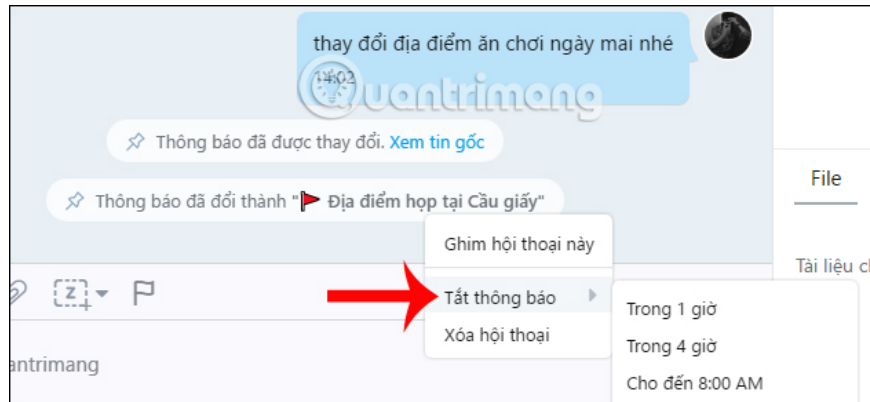 thay đổi địa điểm ăn chơi ngày mai nhé
14:02
Quantrimang
Thông báo đã được thay đổi. Xem tin gốc
Thông báo đã đổi thành "🚩 Địa điểm họp tại Cầu giấy"
File
Ghim hội thoại này
Tài liệu c
Tắt thông báo
Trong 1 giờ
Xóa hội thoại
Trong 4 giờ
antrimang
Cho đến 8:00 AM